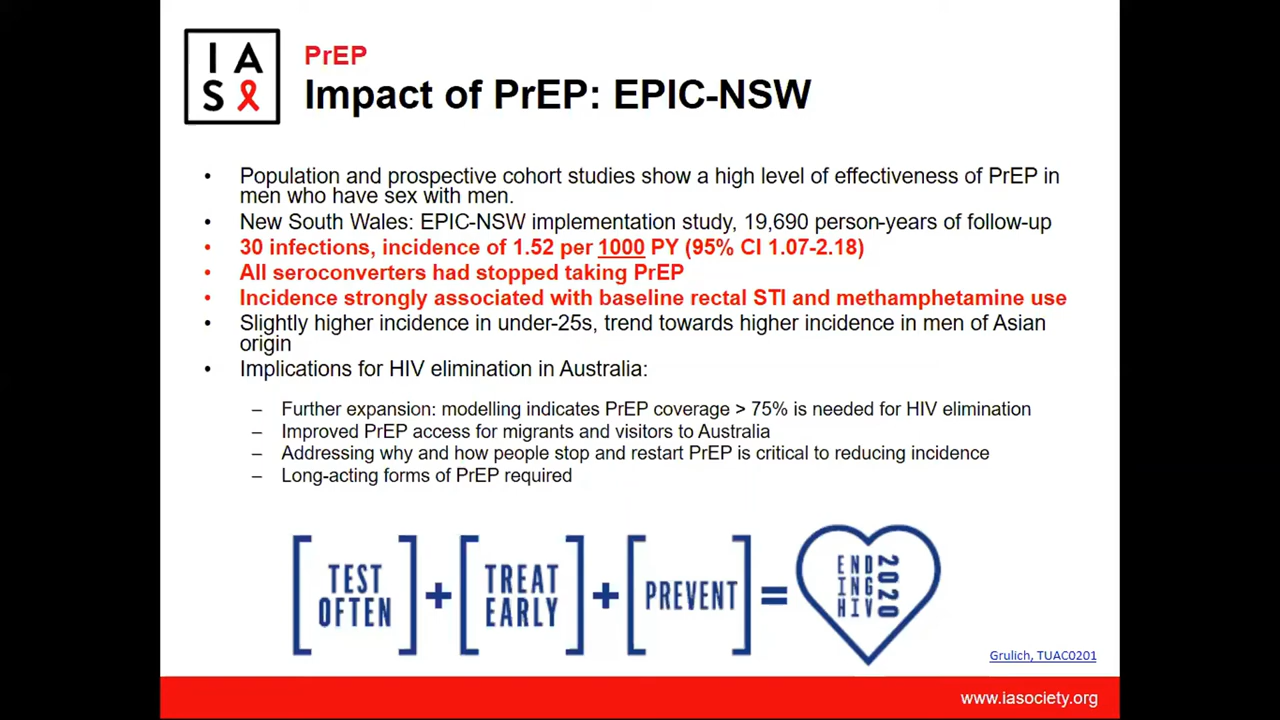 IA
S
PrEP
Impact of PrEP: EPIC-NSW
• Population and prospective cohort studies show a high level of effectiveness of PrEP in
men who have sex with men.
• New South Wales: EPIC-NSW implementation study, 19,690 person-years of follow-up
• 30 infections, incidence of 1.52 per 1000 PY (95% CI 1.07-2.18)
• All seroconverters had stopped taking PrEP
• Incidence strongly associated with baseline rectal STI and methamphetamine use
• Slightly higher incidence in under-25s, trend towards higher incidence in men of Asian
origin
• Implications for HIV elimination in Australia:
– Further expansion: modelling indicates PrEP coverage > 75% is needed for HIV elimination
– Improved PrEP access for migrants and visitors to Australia
– Addressing why and how people stop and restart PrEP is critical to reducing incidence
– Long-acting forms of PrEP required
[TEST
OFTEN]
+
[TREAT
EARLY]
+
[PREVENT]
=
END
ING
HIV
2020
Grulich, TUAC0201
www.iasociety.org